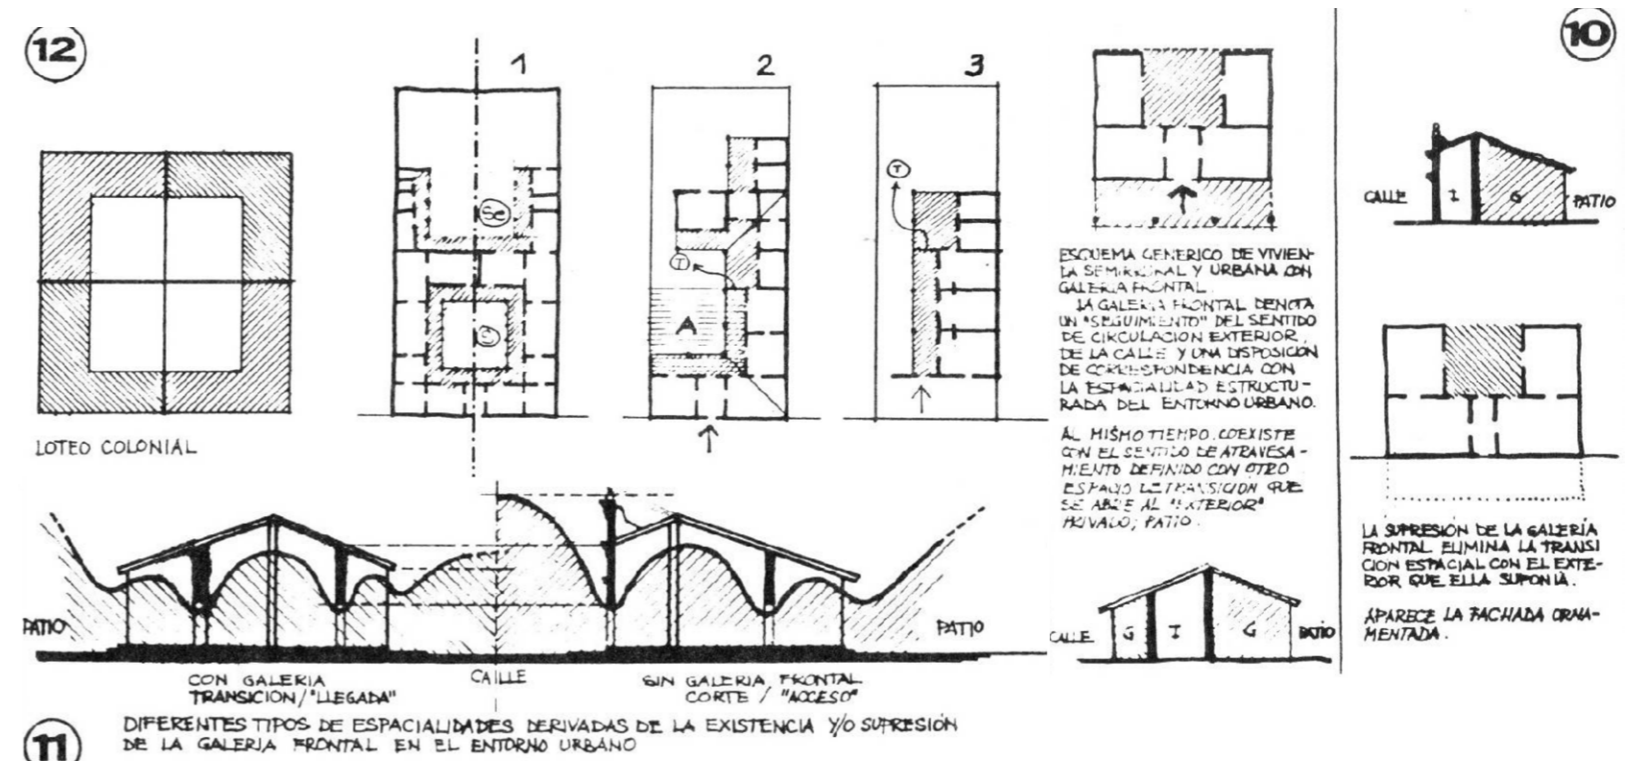 12
1
2
3
10
Se
T
T
G
A
LOTEO COLONIAL
ESQUEMA GENERICO DE VIVIEN-
DA SEMIRRURAL Y URBANA CON
GALERIA FRONTAL.
LA GALERIA FRONTAL DENOTA
UN "SEGUIMIENTO" DEL SENTIDO
DE CIRCULACION EXTERIOR,
DE LA CALLE Y UNA DISPOSICION
DE CORRESPONDENCIA CON
LA ESPACIALIDAD ESTRUCTU-
RADA DEL ENTORNO URBANO.
AL MISMO TIEMPO. COEXISTE
CON EL SENTIDO DE ATRAVESA-
MIENTO DEFINIDO CON OTRO
ESPACIO DE TRANSICION QUE
SE ABRE AL "EXTERIOR"
PRIVADO; PATIO.
CALLE G I G PATIO
CALLE I G PATIO
LA SUPRESIÓN DE LA GALERÍA
FRONTAL ELIMINA LA TRANSI
CION ESPACIAL CON EL EXTE-
RIOR QUE ELLA SUPONIA.
APARECE LA FACHADA ORNA-
MENTADA.
PATIO
PATIO
CON GALERIA
TRANSICION/"LLEGADA"
CALLE
SIN GALERIA FRONTAL
CORTE / "ACCESO"
11
DIFERENTES TIPOS DE ESPACIALIDADES DERIVADAS DE LA EXISTENCIA Y/O SUPRESIÓN
DE LA GALERIA FRONTAL EN EL ENTORNO URBANO